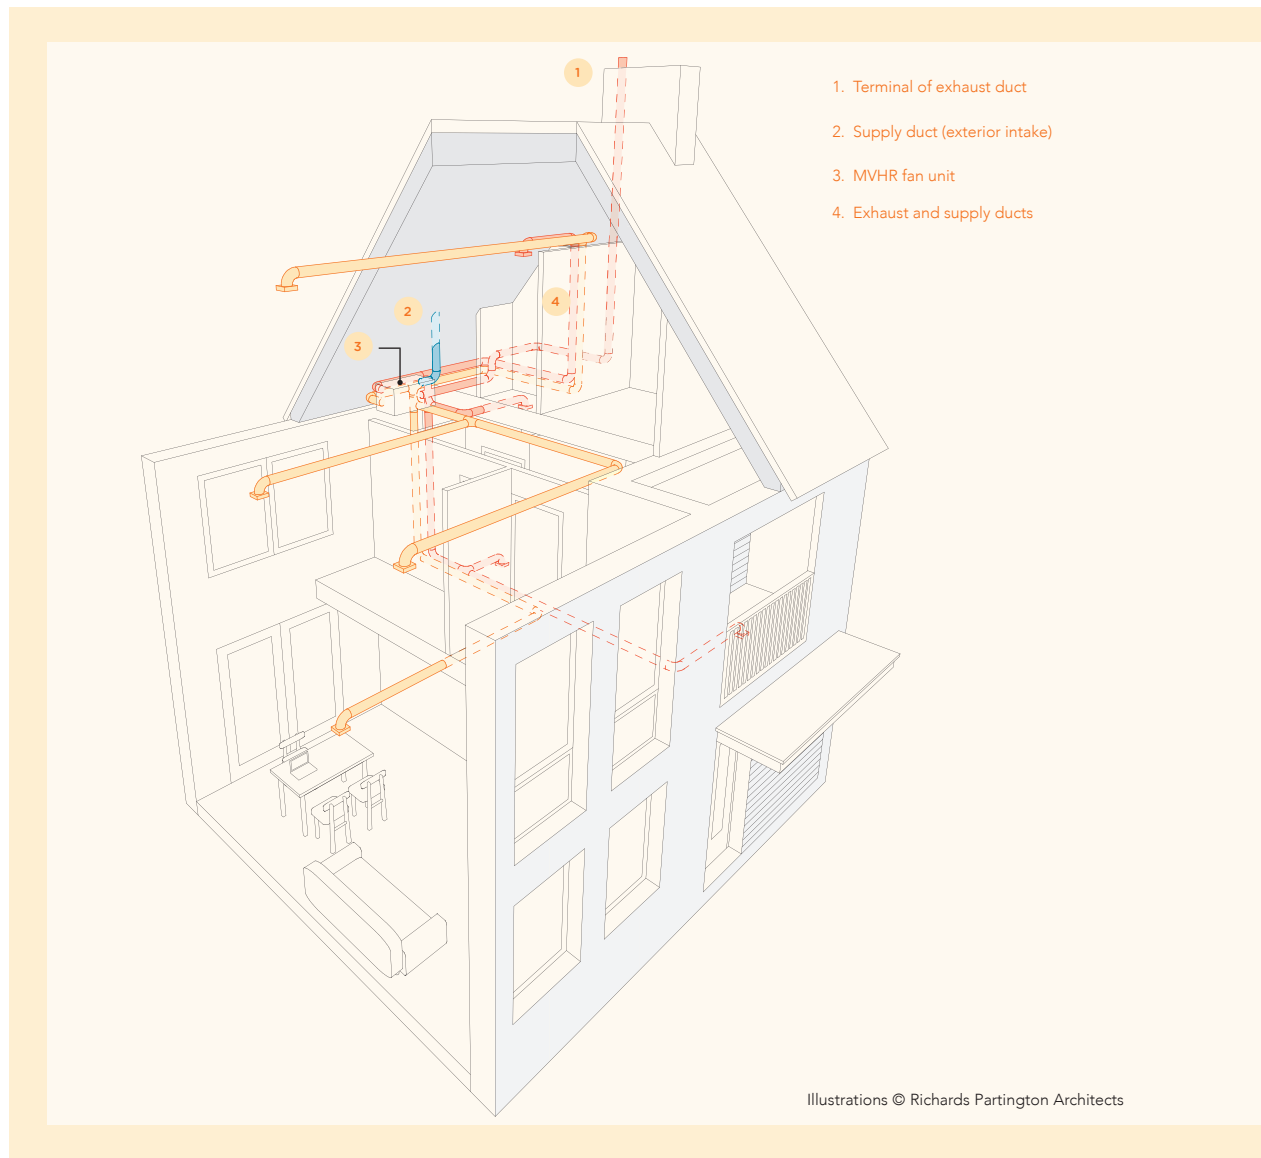 1
1. Terminal of exhaust duct
2. Supply duct (exterior intake)
3. MVHR fan unit
4. Exhaust and supply ducts
4
2
3
Illustrations © Richards Partington Architects